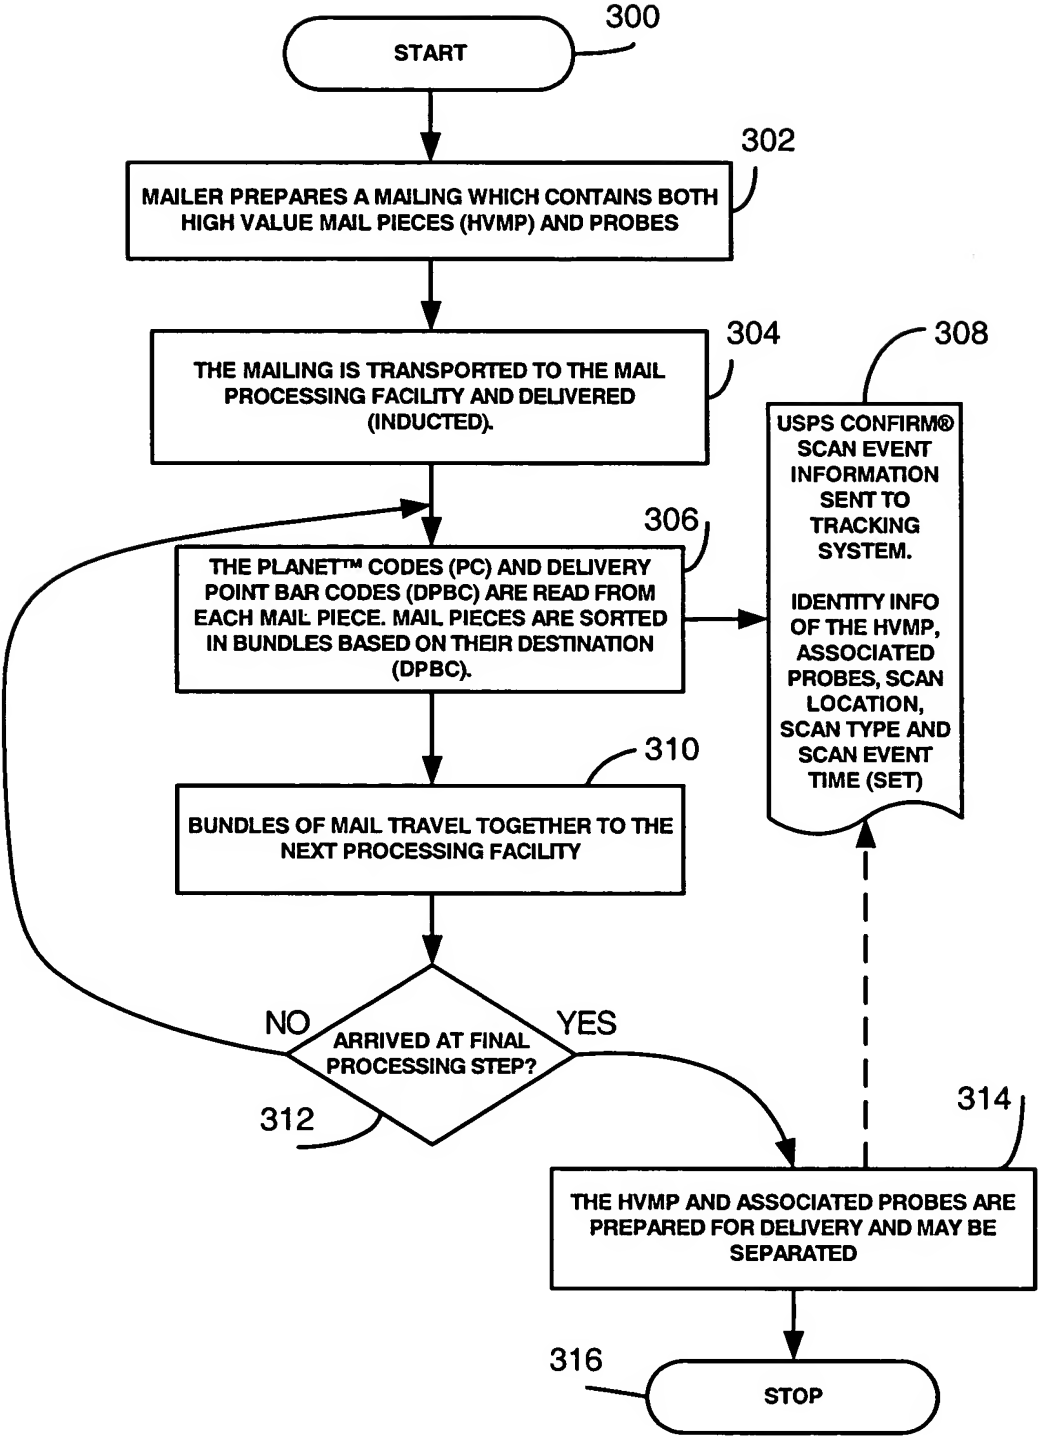 300
START
302
MAILER PREPARES A MAILING WHICH CONTAINS BOTH
HIGH VALUE MAIL PIECES (HVMP) AND PROBES
304
THE MAILING IS TRANSPORTED TO THE MAIL
PROCESSING FACILITY AND DELIVERED
(INDUCTED).
308
USPS CONFIRM®
SCAN EVENT
INFORMATION
SENT TO
TRACKING
SYSTEM.
IDENTITY INFO
OF THE HVMP,
ASSOCIATED
PROBES, SCAN
LOCATION,
SCAN TYPE AND
SCAN EVENT
TIME (SET)
306
THE PLANET™ CODES (PC) AND DELIVERY
POINT BAR CODES (DPBC) ARE READ FROM
EACH MAIL PIECE. MAIL PIECES ARE SORTED
IN BUNDLES BASED ON THEIR DESTINATION
(DPBC).
310
BUNDLES OF MAIL TRAVEL TOGETHER TO THE
NEXT PROCESSING FACILITY
NO
YES
ARRIVED AT FINAL
PROCESSING STEP?
312
314
THE HVMP AND ASSOCIATED PROBES ARE
PREPARED FOR DELIVERY AND MAY BE
SEPARATED
316
STOP